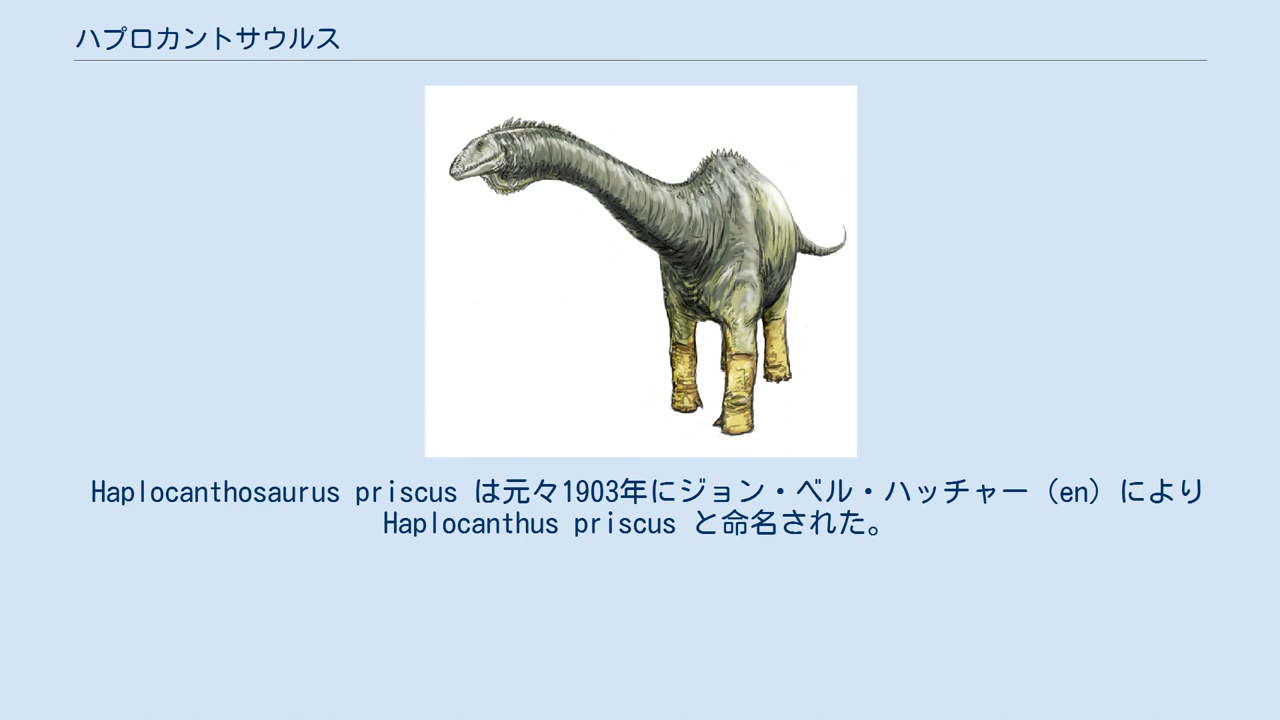 ハプロカントサウルス
Haplocanthosaurus priscus は元々1903年にジョン・ベル・ハッチャー（en）により
Haplocanthus priscus と命名された。